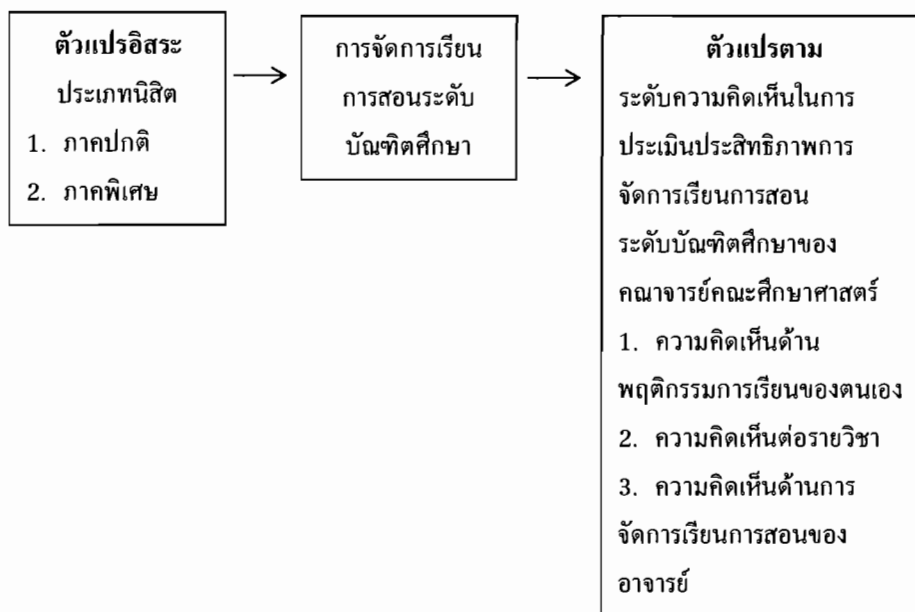 ตัวแปรอิสระ
ประเภทนิสิต
1. ภาคปกติ
2. ภาคพิเศษ
การจัดการเรียน
การสอนระดับ
บัณฑิตศึกษา
ตัวแปรตาม
ระดับความคิดเห็นในการ
ประเมินประสิทธิภาพการ
จัดการเรียนการสอน
ระดับบัณฑิตศึกษาของ
คณาจารย์คณะศึกษาศาสตร์
1. ความคิดเห็นด้าน
พฤติกรรมการเรียนของตนเอง
2. ความคิดเห็นต่อรายวิชา
3. ความคิดเห็นด้านการ
จัดการเรียนการสอนของ
อาจารย์